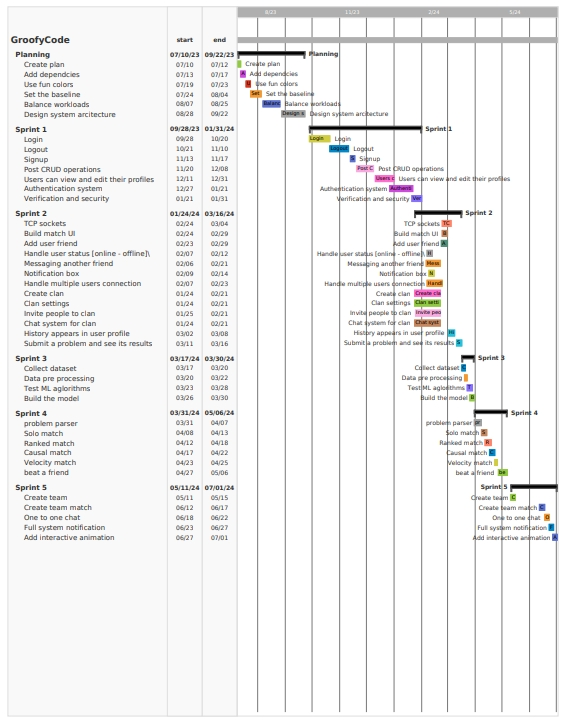 8/23 11/23 2/24 5/24
GroofyCode start end
Planning 07/10/23 09/22/23 Planning
Create plan 07/10 07/12 Create plan
Add dependcies 07/13 07/17 A Add dependcies
Use fun colors 07/19 07/23 Use fun colors
Set the baseline 07/24 08/04 Set Set the baseline
Balance workloads 08/07 08/25 Balanc Balance workloads
Design system arcitecture 08/28 09/22 Design s Design system arcitecture
Sprint 1 09/28/23 01/31/24 Sprint 1
Login 09/28 10/20 Login Login
Logout 10/21 11/10 Logout Logout
Signup 11/13 11/17 S Signup
Post CRUD operations 11/20 12/08 Post C Post CRUD operations
Users can view and edit their profiles 12/11 12/31 Users c Users can view and edit their profiles
Authentication system 12/27 01/21 Authentication system Authenti
Verification and security 01/21 01/31 Verification and security Ver
Sprint 2 01/24/24 03/16/24 Sprint 2
TCP sockets 02/24 03/04 TCP sockets TC
Build match UI 02/24 02/29 Build match UI B
Add user friend 02/23 02/29 Add user friend A
Handle user status [online - offline]\ 02/07 02/12 Handle user status [online - offline]\ H
Messaging another friend 02/06 02/21 Messaging another friend Mess
Notification box 02/09 02/14 Notification box N
Handle multiple users connection 02/07 02/23 Handle multiple users connection Handl
Create clan 01/24 02/21 Create clan Create cla
Clan settings 01/24 02/21 Clan settings Clan setti
Invite people to clan 01/25 02/21 Invite people to clan Invite peo
Chat system for clan 01/24 02/21 Chat system for clan Chat syst
History appears in user profile 03/02 03/08 History appears in user profile Hi
Submit a problem and see its results 03/11 03/16 Submit a problem and see its results S
Sprint 3 03/17/24 03/30/24 Sprint 3
Collect dataset 03/17 03/20 Collect dataset C
Data pre processing 03/20 03/22 Data pre processing
Test ML aglorithms 03/23 03/28 Test ML aglorithms T
Build the model 03/26 03/30 Build the model B
Sprint 4 03/31/24 05/06/24 Sprint 4
problem parser 03/31 04/07 problem parser pr
Solo match 04/08 04/13 Solo match S
Ranked match 04/12 04/18 Ranked match R
Causal match 04/17 04/23 Causal match C
Velocity match 04/22 04/25 Velocity match
beat a friend 04/27 05/06 beat a friend be
Sprint 5 05/11/24 07/01/24 Sprint 5
Create team 05/11 05/15 Create team C
Create team match 06/12 06/17 Create team match C
One to one chat 06/18 06/22 One to one chat O
Full system notification 06/23 06/27 Full system notification F
Add interactive animation 06/27 07/01 Add interactive animation A